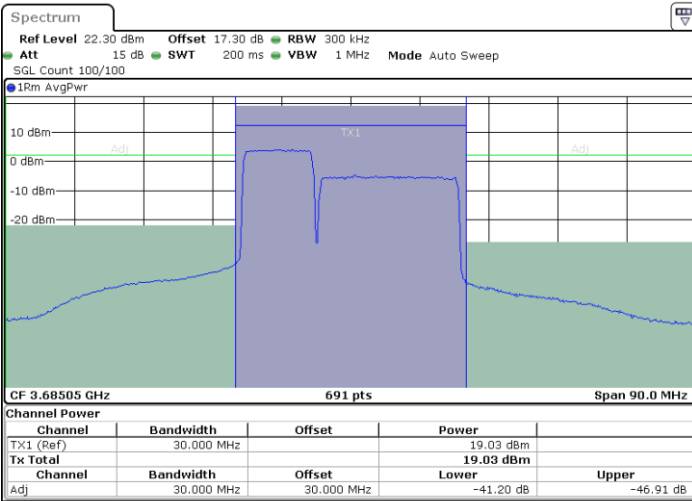 Spectrum
Ref Level 22.30 dBm Offset 17.30 dB RBW 300 kHz
Att 15 dB SWT 200 ms VBW 1 MHz Mode Auto Sweep
SGL Count 100/100
1Rm AvgPwr
10 dBm
TX1
Adj
Adj
0 dBm
-10 dBm
-20 dBm
CF 3.68505 GHz 691 pts Span 90.0 MHz
Channel Power
Channel Bandwidth Offset Power
TX1 (Ref) 30.000 MHz 19.03 dBm
Tx Total 19.03 dBm
Channel Bandwidth Offset Lower Upper
Adj 30.000 MHz 30.000 MHz -41.20 dB -46.91 dB